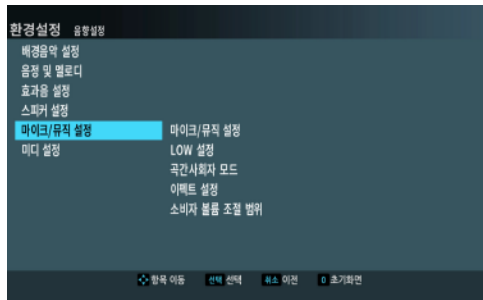 환경설정 음향설정
배경음악 설정
음정 및 멜로디
효과음 설정
스피커 설정
마이크/뮤직 설정 마이크/뮤직 설정
미디 설정 LOW 설정
곡간사회자 모드
이펙트 설정
소비자 볼륨 조절 범위
항목 이동 선택 선택 취소 이전 0 초기화면